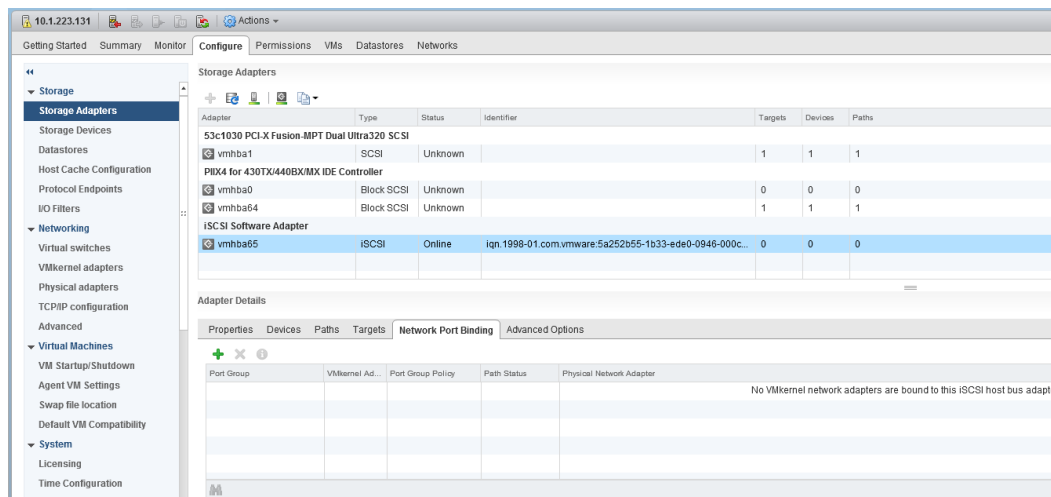 10.1.223.131 Actions
Getting Started Summary Monitor Configure Permissions VMs Datastores Networks
Storage
Storage Adapters
Storage Devices
Datastores
Host Cache Configuration
Protocol Endpoints
I/O Filters
Networking
Virtual switches
VMkernel adapters
Physical adapters
TCP/IP configuration
Advanced
Virtual Machines
VM Startup/Shutdown
Agent VM Settings
Swap file location
Default VM Compatibility
System
Licensing
Time Configuration
Storage Adapters
Adapter Type Status Identifier Targets Devices Paths
53c1030 PCI-X Fusion-MPT Dual Ultra320 SCSI
vmhba1 SCSI Unknown 1 1 1
PIIX4 for 430TX/440BX/MX IDE Controller
vmhba0 Block SCSI Unknown 0 0 0
vmhba64 Block SCSI Unknown 1 1 1
iSCSI Software Adapter
vmhba65 iSCSI Online iqn.1998-01.com.vmware:5a252b55-1b33-ede0-0946-000c... 0 0 0
Adapter Details
Properties Devices Paths Targets Network Port Binding Advanced Options
Port Group VMkernel Ad... Port Group Policy Path Status Physical Network Adapter
No VMkernel network adapters are bound to this iSCSI host bus adapt